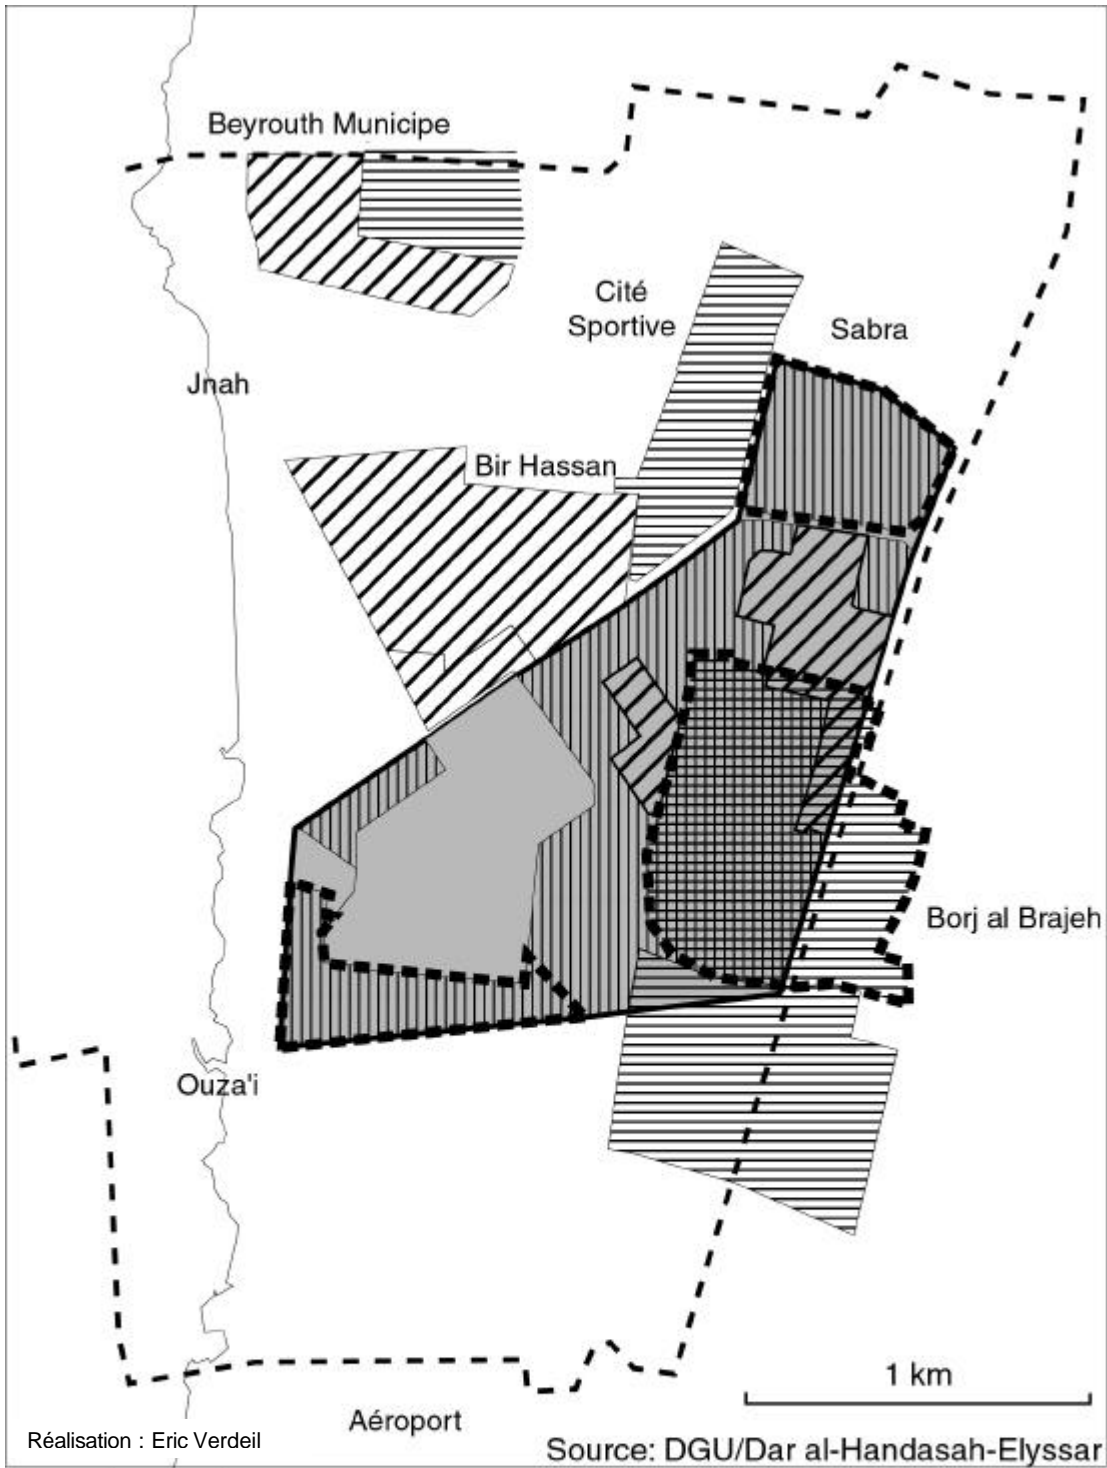 Beyrouth Municipe
Cité
Sportive
Sabra
Jnah
Bir Hassan
Borj al Brajeh
Ouza'i
1 km
Aéroport
Réalisation : Eric Verdeil
Source: DGU/Dar al-Handasah-Elyssar